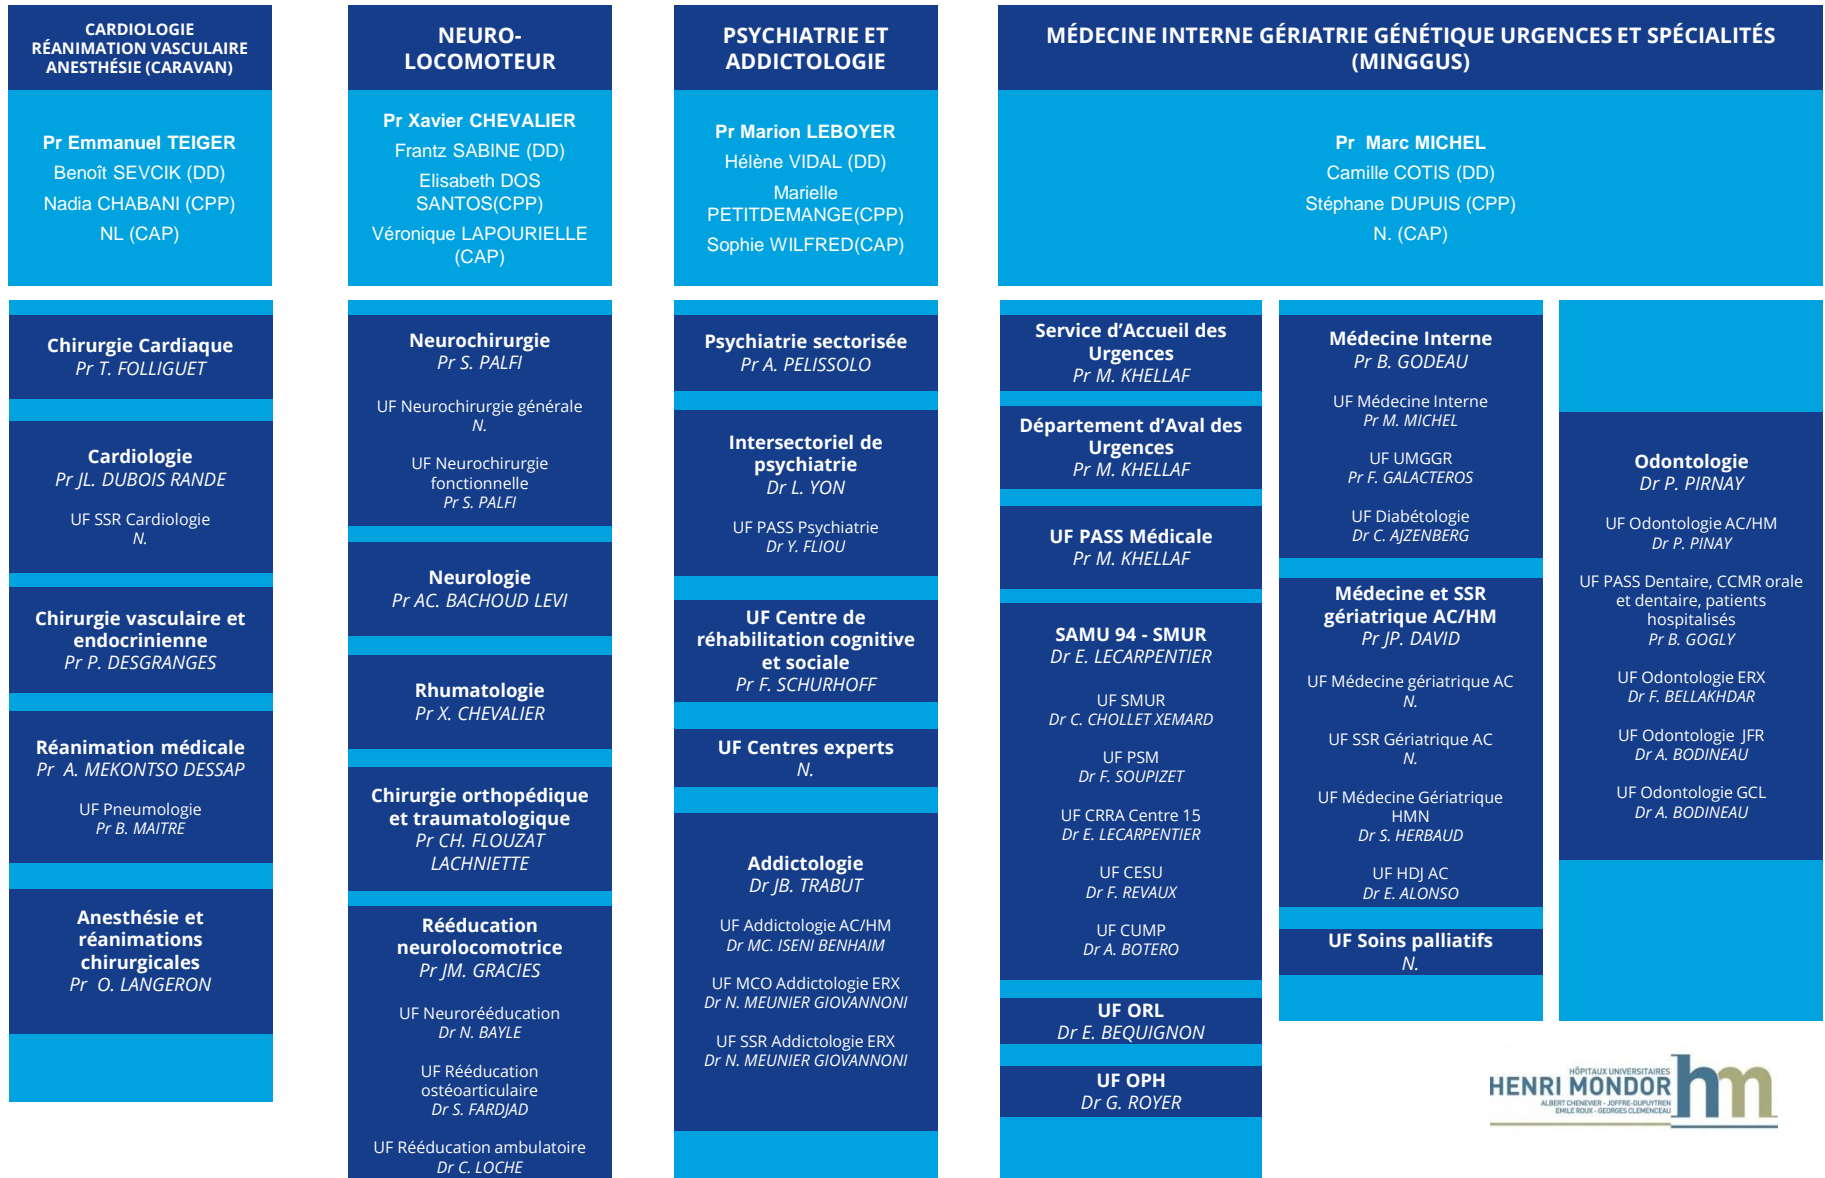 CARDIOLOGIE
RÉANIMATION VASCULAIRE
ANESTHÉSIE (CARAVAN)
Pr Emmanuel TEIGER
Benoît SEVCIK (DD)
Nadia CHABANI (CPP)
NL (CAP)
Chirurgie Cardiaque
Pr T. FOLLIGUET
Cardiologie
Pr JL. DUBOIS RANDE
UF SSR Cardiologie
N.
Chirurgie vasculaire et
endocrinienne
Pr P. DESGRANGES
Réanimation médicale
Pr A. MEKONTSO DESSAP
UF Pneumologie
Pr B. MAITRE
Anesthésie et
réanimations
chirurgicales
Pr O. LANGERON
NEURO-
LOCOMOTEUR
Pr Xavier CHEVALIER
Frantz SABINE (DD)
Elisabeth DOS
SANTOS(CPP)
Véronique LAPOURIELLE
(CAP)
Neurochirurgie
Pr S. PALFI
UF Neurochirurgie générale
N.
UF Neurochirurgie
fonctionnelle
Pr S. PALFI
Neurologie
Pr AC. BACHOUD LEVI
Rhumatologie
Pr X. CHEVALIER
Chirurgie orthopédique
et traumatologique
Pr CH. FLOUZAT
LACHNIETTE
Rééducation
neurolocomotrice
Pr JM. GRACIES
UF Neurorééducation
Dr N. BAYLE
UF Rééducation
ostéoarticulaire
Dr S. FARDJAD
UF Rééducation ambulatoire
Dr C. LOCHE
PSYCHIATRIE ET
ADDICTOLOGIE
Pr Marion LEBOYER
Hélène VIDAL (DD)
Marielle
PETITDEMANGE(CPP)
Sophie WILFRED(CAP)
Psychiatrie sectorisée
Pr A. PELISSOLO
Intersectoriel de
psychiatrie
Dr L. YON
UF PASS Psychiatrie
Dr Y. FLIOU
UF Centre de
réhabilitation cognitive
et sociale
Pr F. SCHURHOFF
UF Centres experts
N.
Addictologie
Dr JB. TRABUT
UF Addictologie AC/HM
Dr MC. ISENI BENHAIM
UF MCO Addictologie ERX
Dr N. MEUNIER GIOVANNONI
UF SSR Addictologie ERX
Dr N. MEUNIER GIOVANNONI
MÉDECINE INTERNE GÉRIATRIE GÉNÉTIQUE URGENCES ET SPÉCIALITÉS
(MINGGUS)
Pr Marc MICHEL
Camille COTIS (DD)
Stéphane DUPUIS (CPP)
N. (CAP)
Service d'Accueil des
Urgences
Pr M. KHELLAF
Département d'Aval des
Urgences
Pr M. KHELLAF
UF PASS Médicale
Pr M. KHELLAF
SAMU 94 - SMUR
Dr E. LECARPENTIER
UF SMUR
Dr C. CHOLLET XEMARD
UF PSM
Dr F. SOUPIZET
UF CRRA Centre 15
Dr E. LECARPENTIER
UF CESU
Dr F. REVAUX
UF CUMP
Dr A. BOTERO
UF ORL
Dr E. BEQUIGNON
UF OPH
Dr G. ROYER
Médecine Interne
Pr B. GODEAU
UF Médecine Interne
Pr M. MICHEL
UF UMGGR
Pr F. GALACTEROS
UF Diabétologie
Dr C. AJZENBERG
Médecine et SSR
gériatrique AC/HM
Pr JP. DAVID
UF Médecine gériatrique AC
N.
UF SSR Gériatrique AC
N.
UF Médecine Gériatrique
HMN
Dr S. HERBAUD
UF HDJ AC
Dr E. ALONSO
UF Soins palliatifs
N.
Odontologie
Dr P. PIRNAY
UF Odontologie AC/HM
Dr P. PINAY
UF PASS Dentaire, CCMR orale
et dentaire, patients
hospitalisés
Pr B. GOGLY
UF Odontologie ERX
Dr F. BELLAKHDAR
UF Odontologie JFR
Dr A. BODINEAU
UF Odontologie GCL
Dr A. BODINEAU
HÔPITAUX UNIVERSITAIRES
HENRI MONDOR hm
ALBERT CHENEVIER - JOFFRE-DUPUYTREN
EMILE ROUX - GEORGES CLEMENCEAU